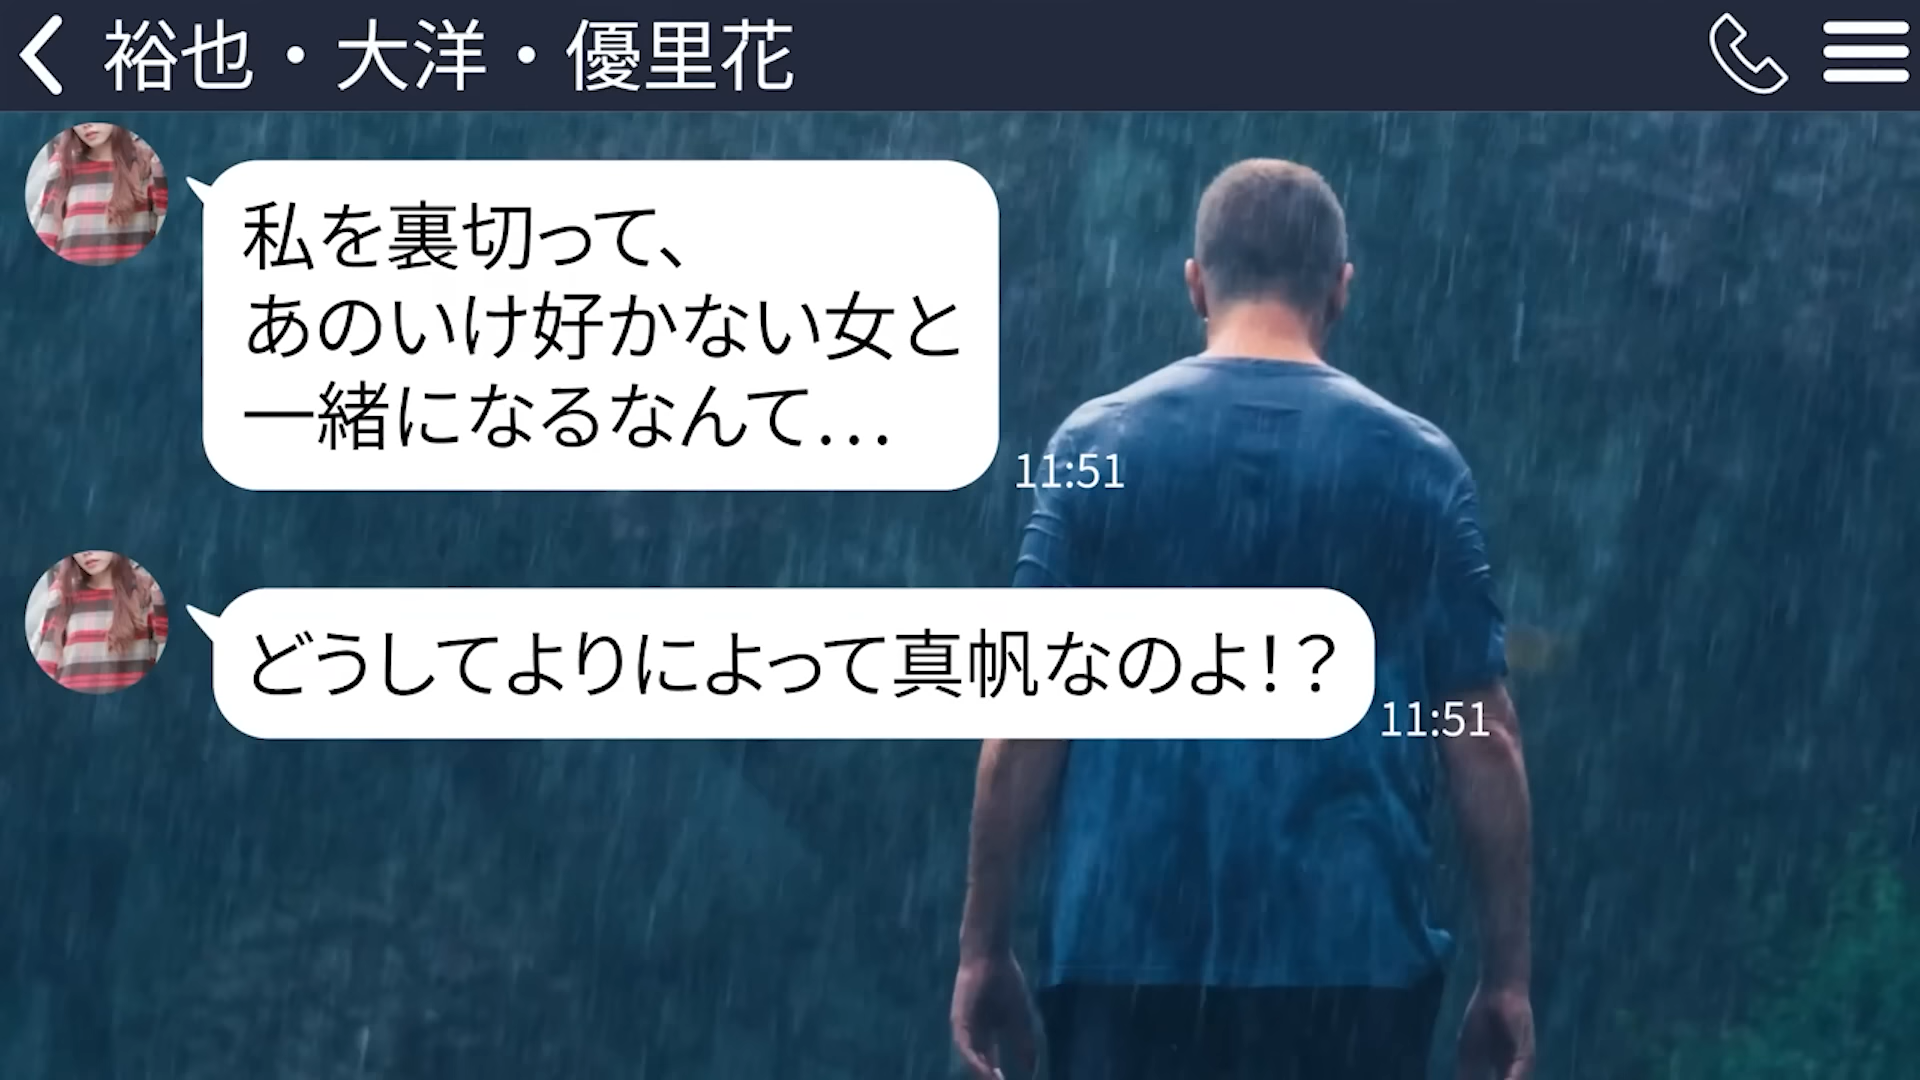 裕也・大洋・優里花
私を裏切って、
あのいけ好かない女と
一緒になるなんて…
11:51
どうしてよりによって真帆なのよ！？
11:51